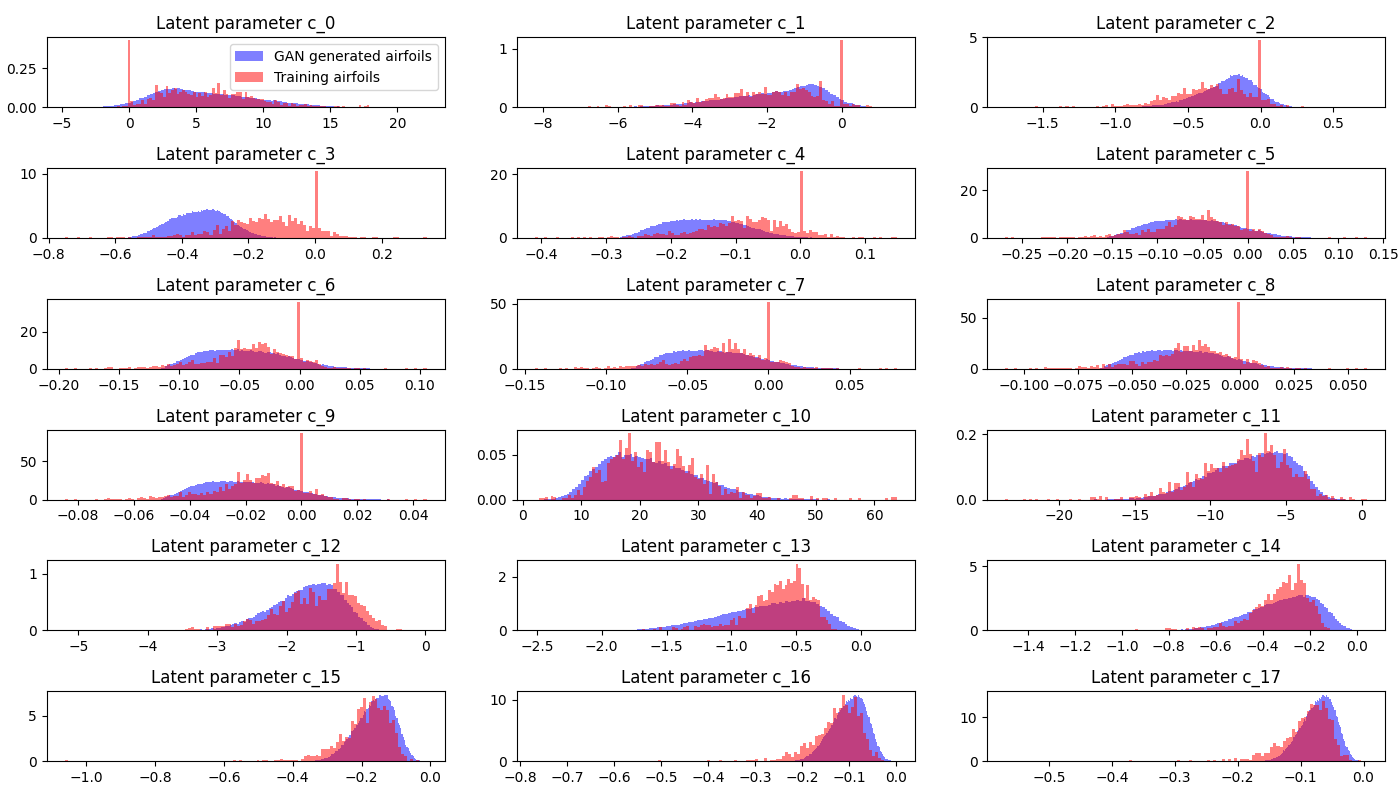 Latent parameter c_0
0.25
0.00
−5 0 5 10 15 20
GAN generated airfoils
Training airfoils
Latent parameter c_1
1
0
−8 −6 −4 −2 0
Latent parameter c_2
5
0
−1.5 −1.0 −0.5 0.0 0.5
Latent parameter c_3
10
0
−0.8 −0.6 −0.4 −0.2 0.0 0.2
Latent parameter c_4
20
0
−0.4 −0.3 −0.2 −0.1 0.0 0.1
Latent parameter c_5
20
0
−0.25 −0.20 −0.15 −0.10 −0.05 0.00 0.05 0.10 0.15
Latent parameter c_6
20
0
−0.20 −0.15 −0.10 −0.05 0.00 0.05 0.10
Latent parameter c_7
50
0
−0.15 −0.10 −0.05 0.00 0.05
Latent parameter c_8
50
0
−0.100 −0.075 −0.050 −0.025 0.000 0.025 0.050
Latent parameter c_9
50
0
−0.08 −0.06 −0.04 −0.02 0.00 0.02 0.04
Latent parameter c_10
0.05
0.00
0 10 20 30 40 50 60
Latent parameter c_11
0.2
0.0
−20 −15 −10 −5 0
Latent parameter c_12
1
0
−5 −4 −3 −2 −1 0
Latent parameter c_13
2
0
−2.5 −2.0 −1.5 −1.0 −0.5 0.0
Latent parameter c_14
5
0
−1.4 −1.2 −1.0 −0.8 −0.6 −0.4 −0.2 0.0
Latent parameter c_15
5
0
−1.0 −0.8 −0.6 −0.4 −0.2 0.0
Latent parameter c_16
10
0
−0.8 −0.7 −0.6 −0.5 −0.4 −0.3 −0.2 −0.1 0.0
Latent parameter c_17
10
0
−0.5 −0.4 −0.3 −0.2 −0.1 0.0